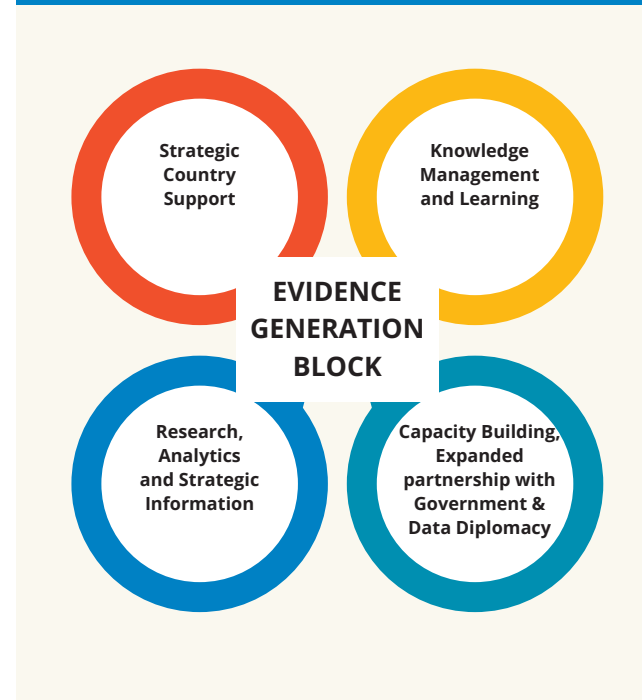 Strategic
Country
Support
Knowledge
Management
and Learning
EVIDENCE
GENERATION
BLOCK
Research,
Analytics
and Strategic
Information
Capacity Building,
Expanded
partnership with
Government &
Data Diplomacy